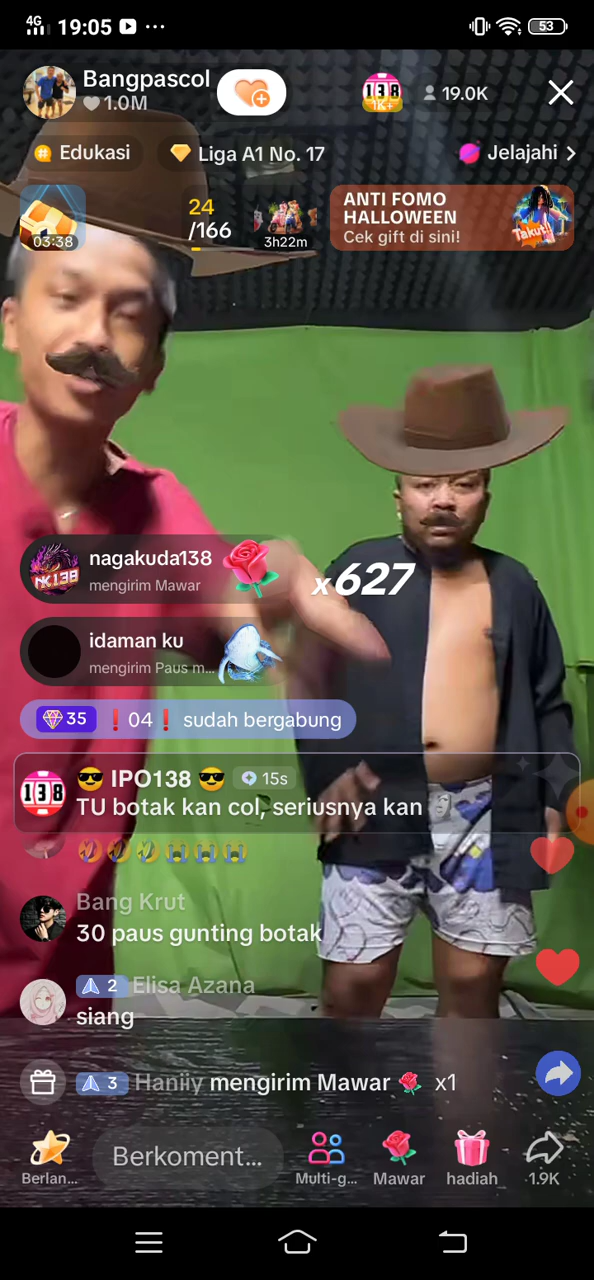 4G 19:05 ... 53
Bangpascol
1.0M
138
1K+
19.0K
Edukasi
Liga A1 No. 17
Jelajahi >
03:38
24
/166
3h22m
ANTI FOMO
HALLOWEEN
Cek gift di sini!
Takut!
nagakuda138
NK138
mengirim Mawar
x627
idaman ku
mengirim Paus m...
35 ❗04❗ sudah bergabung
138
😎 IPO138 😎 15s
TU botak kan col, seriusnya kan
🤣🤣🤣😭😭😭
Bang Krut
30 paus gunting botak
2 Elisa Azana
siang
3 Haniiy mengirim Mawar 🌹 x1
Berlan...
Berkoment...
Multi-g...
Mawar
hadiah
1.9K